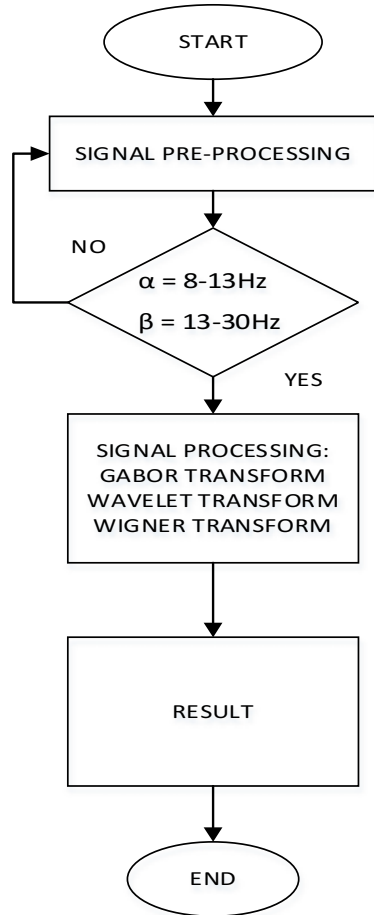 START
SIGNAL PRE-PROCESSING
NO
α = 8-13Hz
β = 13-30Hz
YES
SIGNAL PROCESSING:
GABOR TRANSFORM
WAVELET TRANSFORM
WIGNER TRANSFORM
RESULT
END